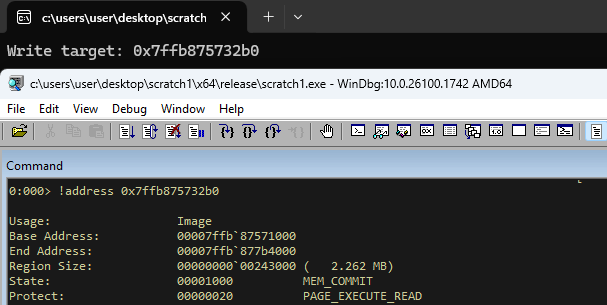 c:\users\user\desktop\scratch
Write target: 0x7ffb875732b0
c:\users\user\desktop\scratch1\x64\release\scratch1.exe - WinDbg:10.0.26100.1742 AMD64
File Edit View Debug Window Help
Command
0:000> !address 0x7ffb875732b0
Usage: Image
Base Address: 00007ffb`87571000
End Address: 00007ffb`877b4000
Region Size: 00000000`00243000 ( 2.262 MB)
State: 00001000 MEM_COMMIT
Protect: 00000020 PAGE_EXECUTE_READ